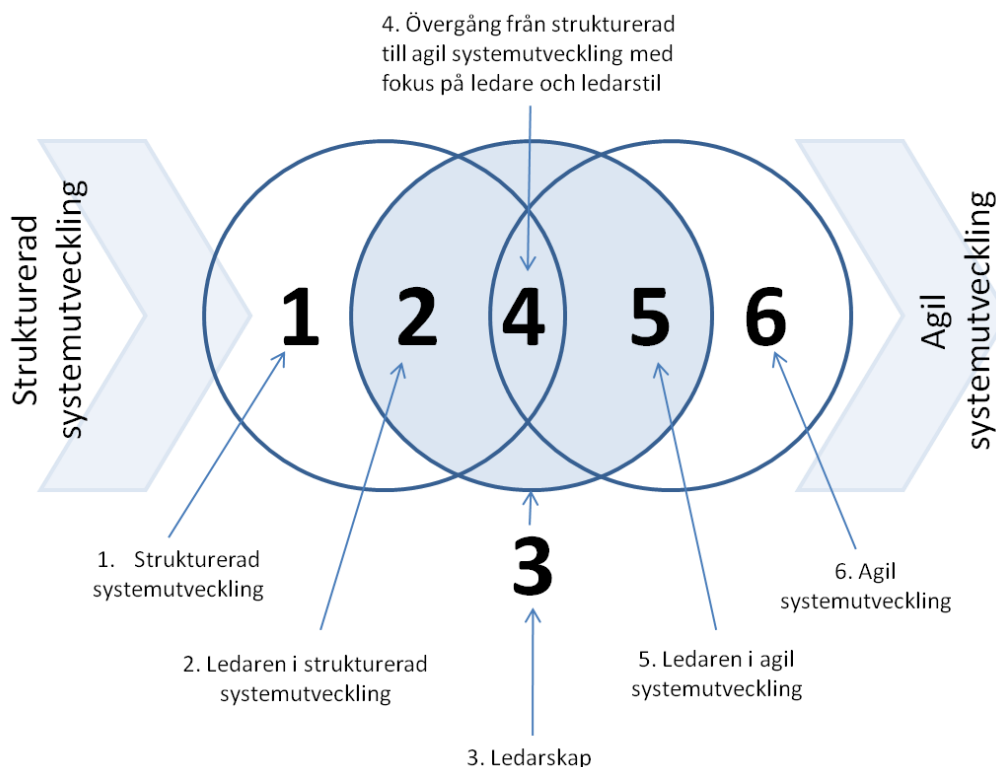 4. Övergång från strukturerad
till agil systemutveckling med
fokus på ledare och ledarstil
Strukturerad
systemutveckling
1
2
4
5
6
Agil
systemutveckling
3
1. Strukturerad
systemutveckling
6. Agil
systemutveckling
2. Ledaren i strukturerad
systemutveckling
5. Ledaren i agil
systemutveckling
3. Ledarskap